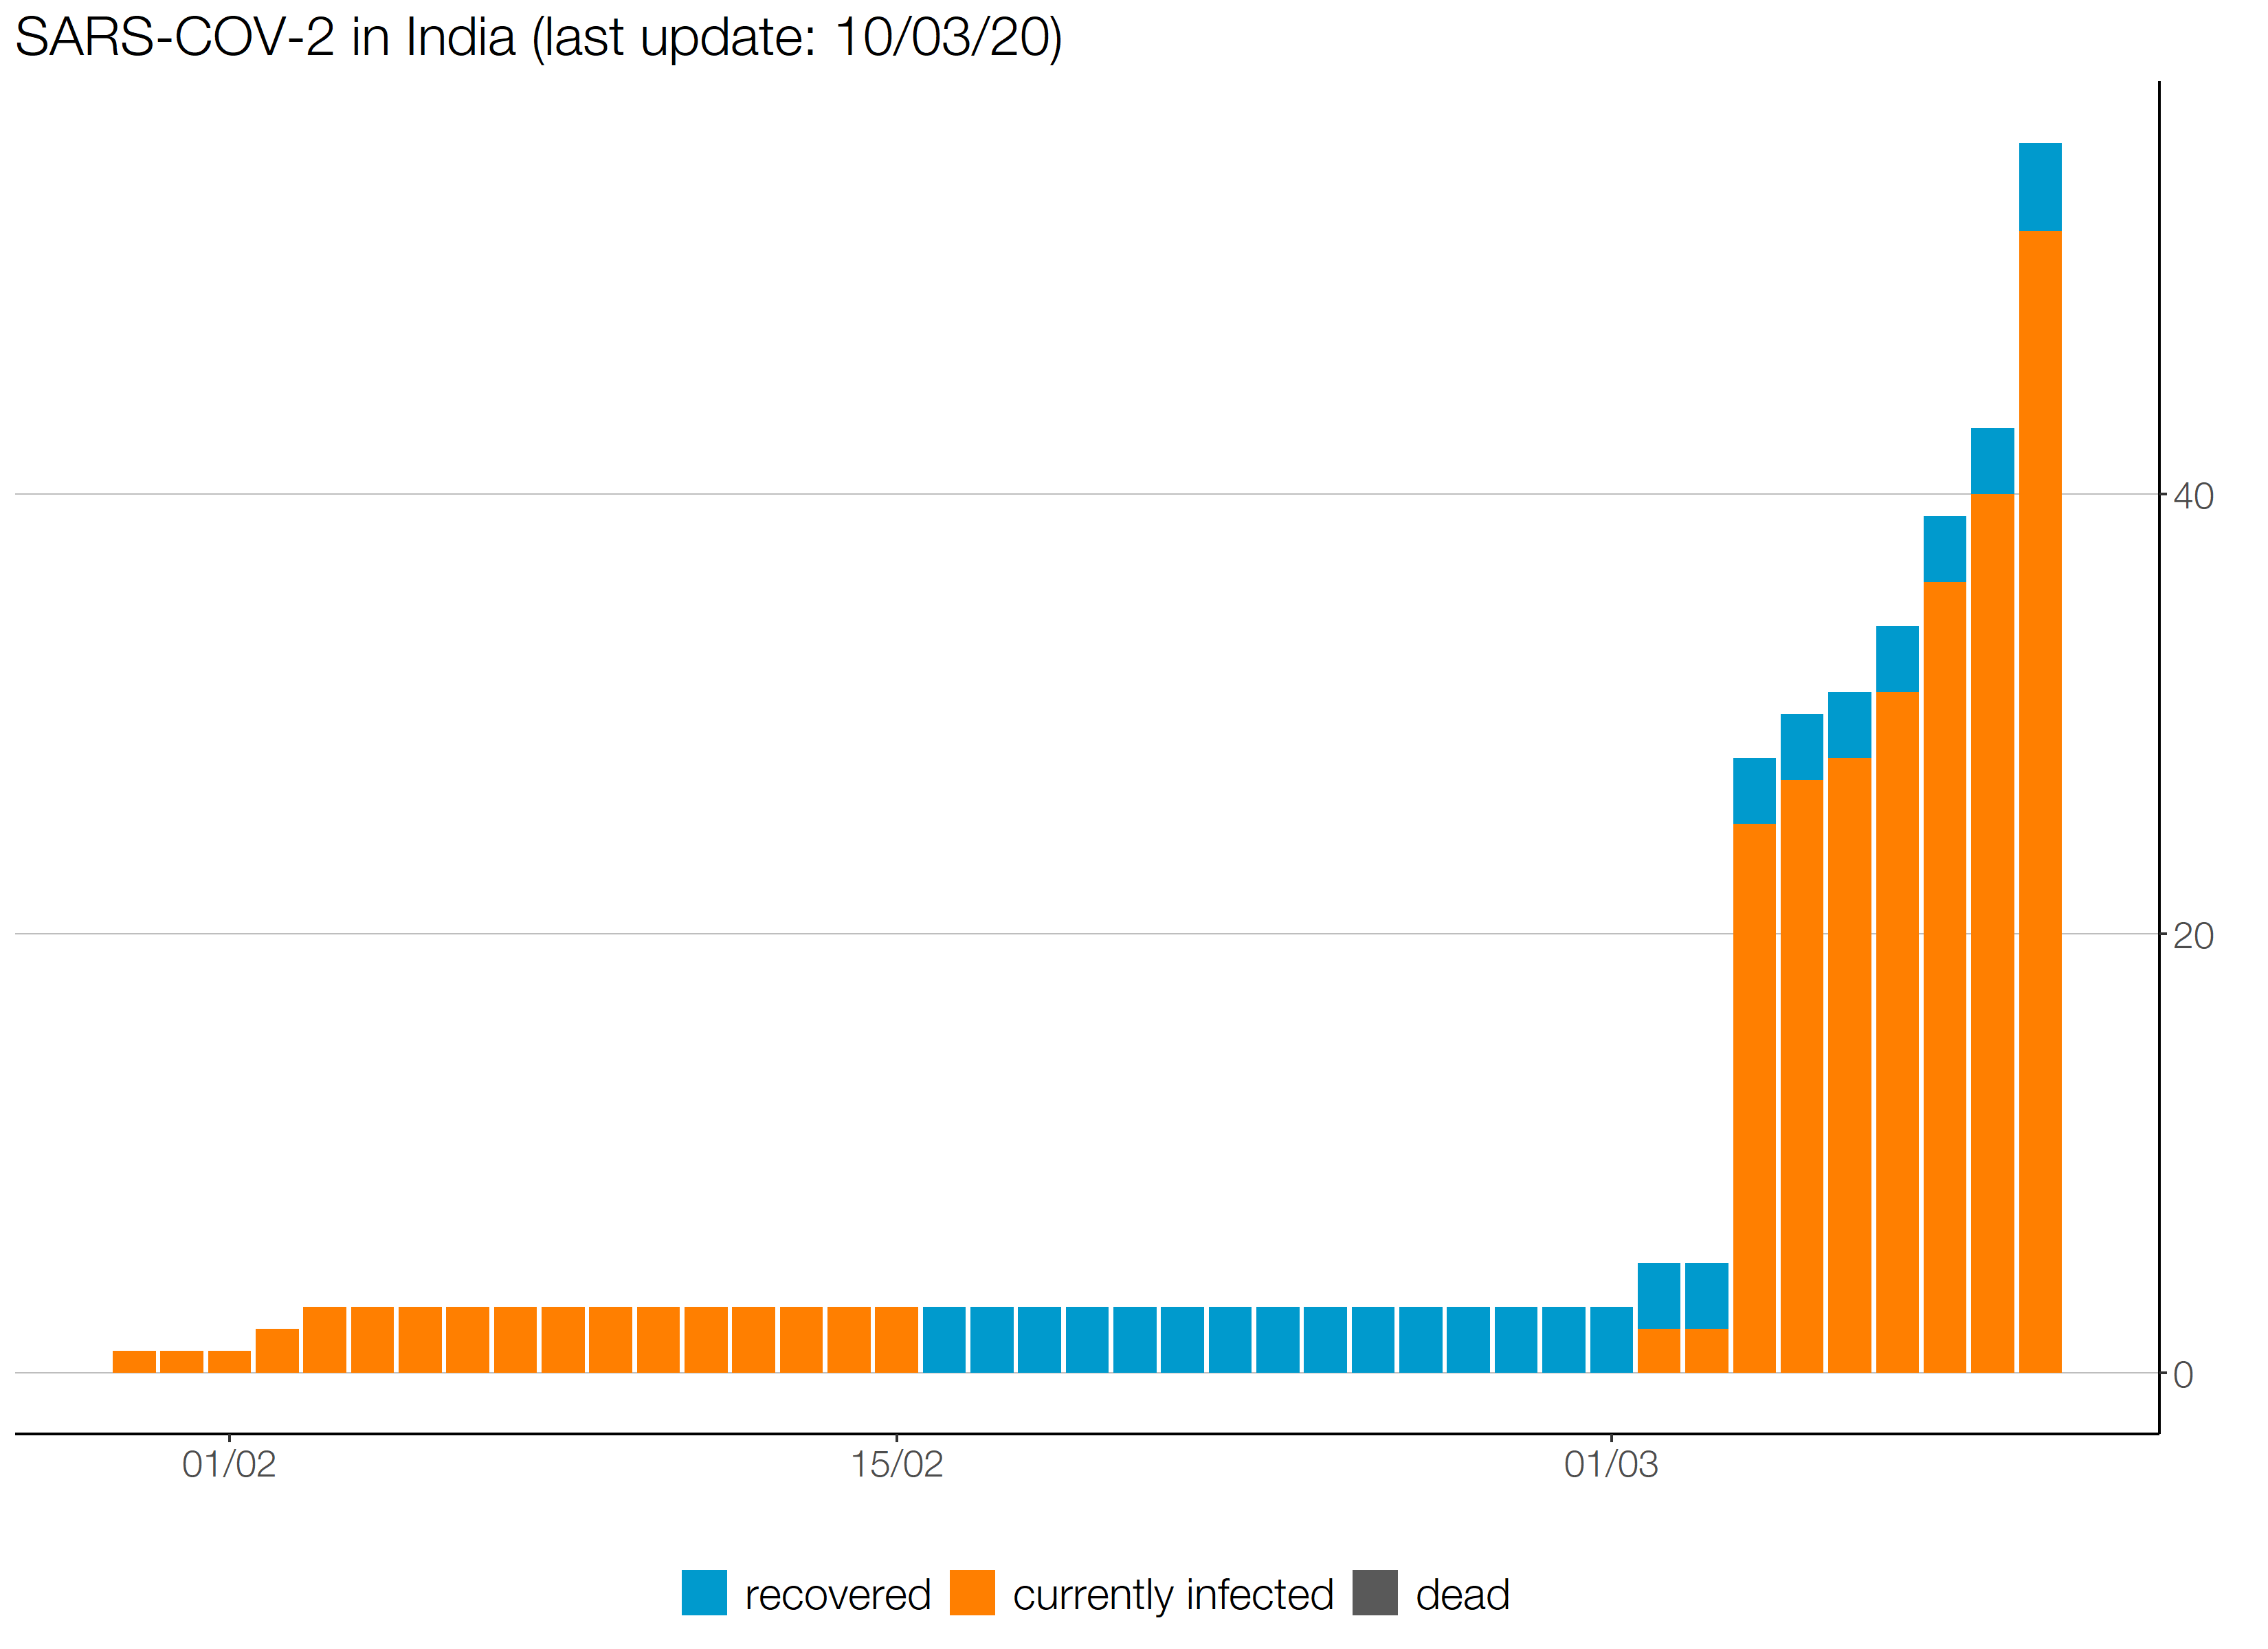 SARS-COV-2 in India (last update: 10/03/20)
40
20
0
01/02 15/02 01/03
recovered currently infected dead